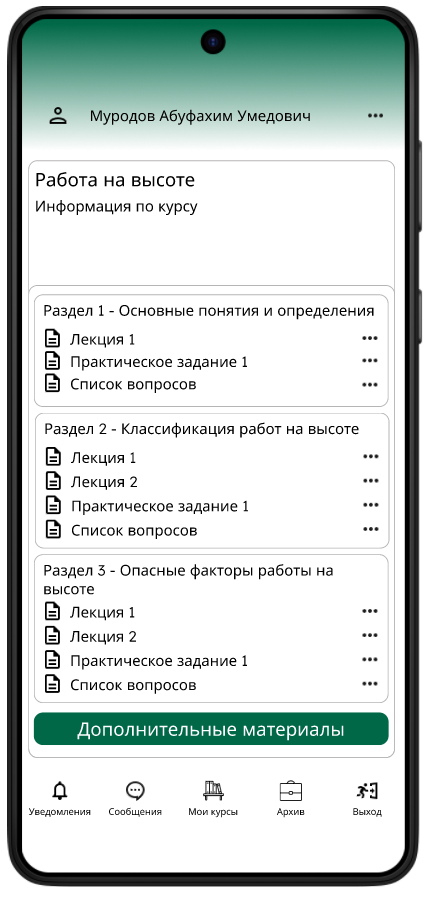 Муродов Абуфахим Умедович
Работа на высоте
Информация по курсу
Раздел 1 - Основные понятия и определения
Лекция 1
Практическое задание 1
Список вопросов
Раздел 2 - Классификация работ на высоте
Лекция 1
Лекция 2
Практическое задание 1
Список вопросов
Раздел 3 - Опасные факторы работы на
высоте
Лекция 1
Лекция 2
Практическое задание 1
Список вопросов
Дополнительные материалы
Уведомления Сообщения Мои курсы Архив Выход